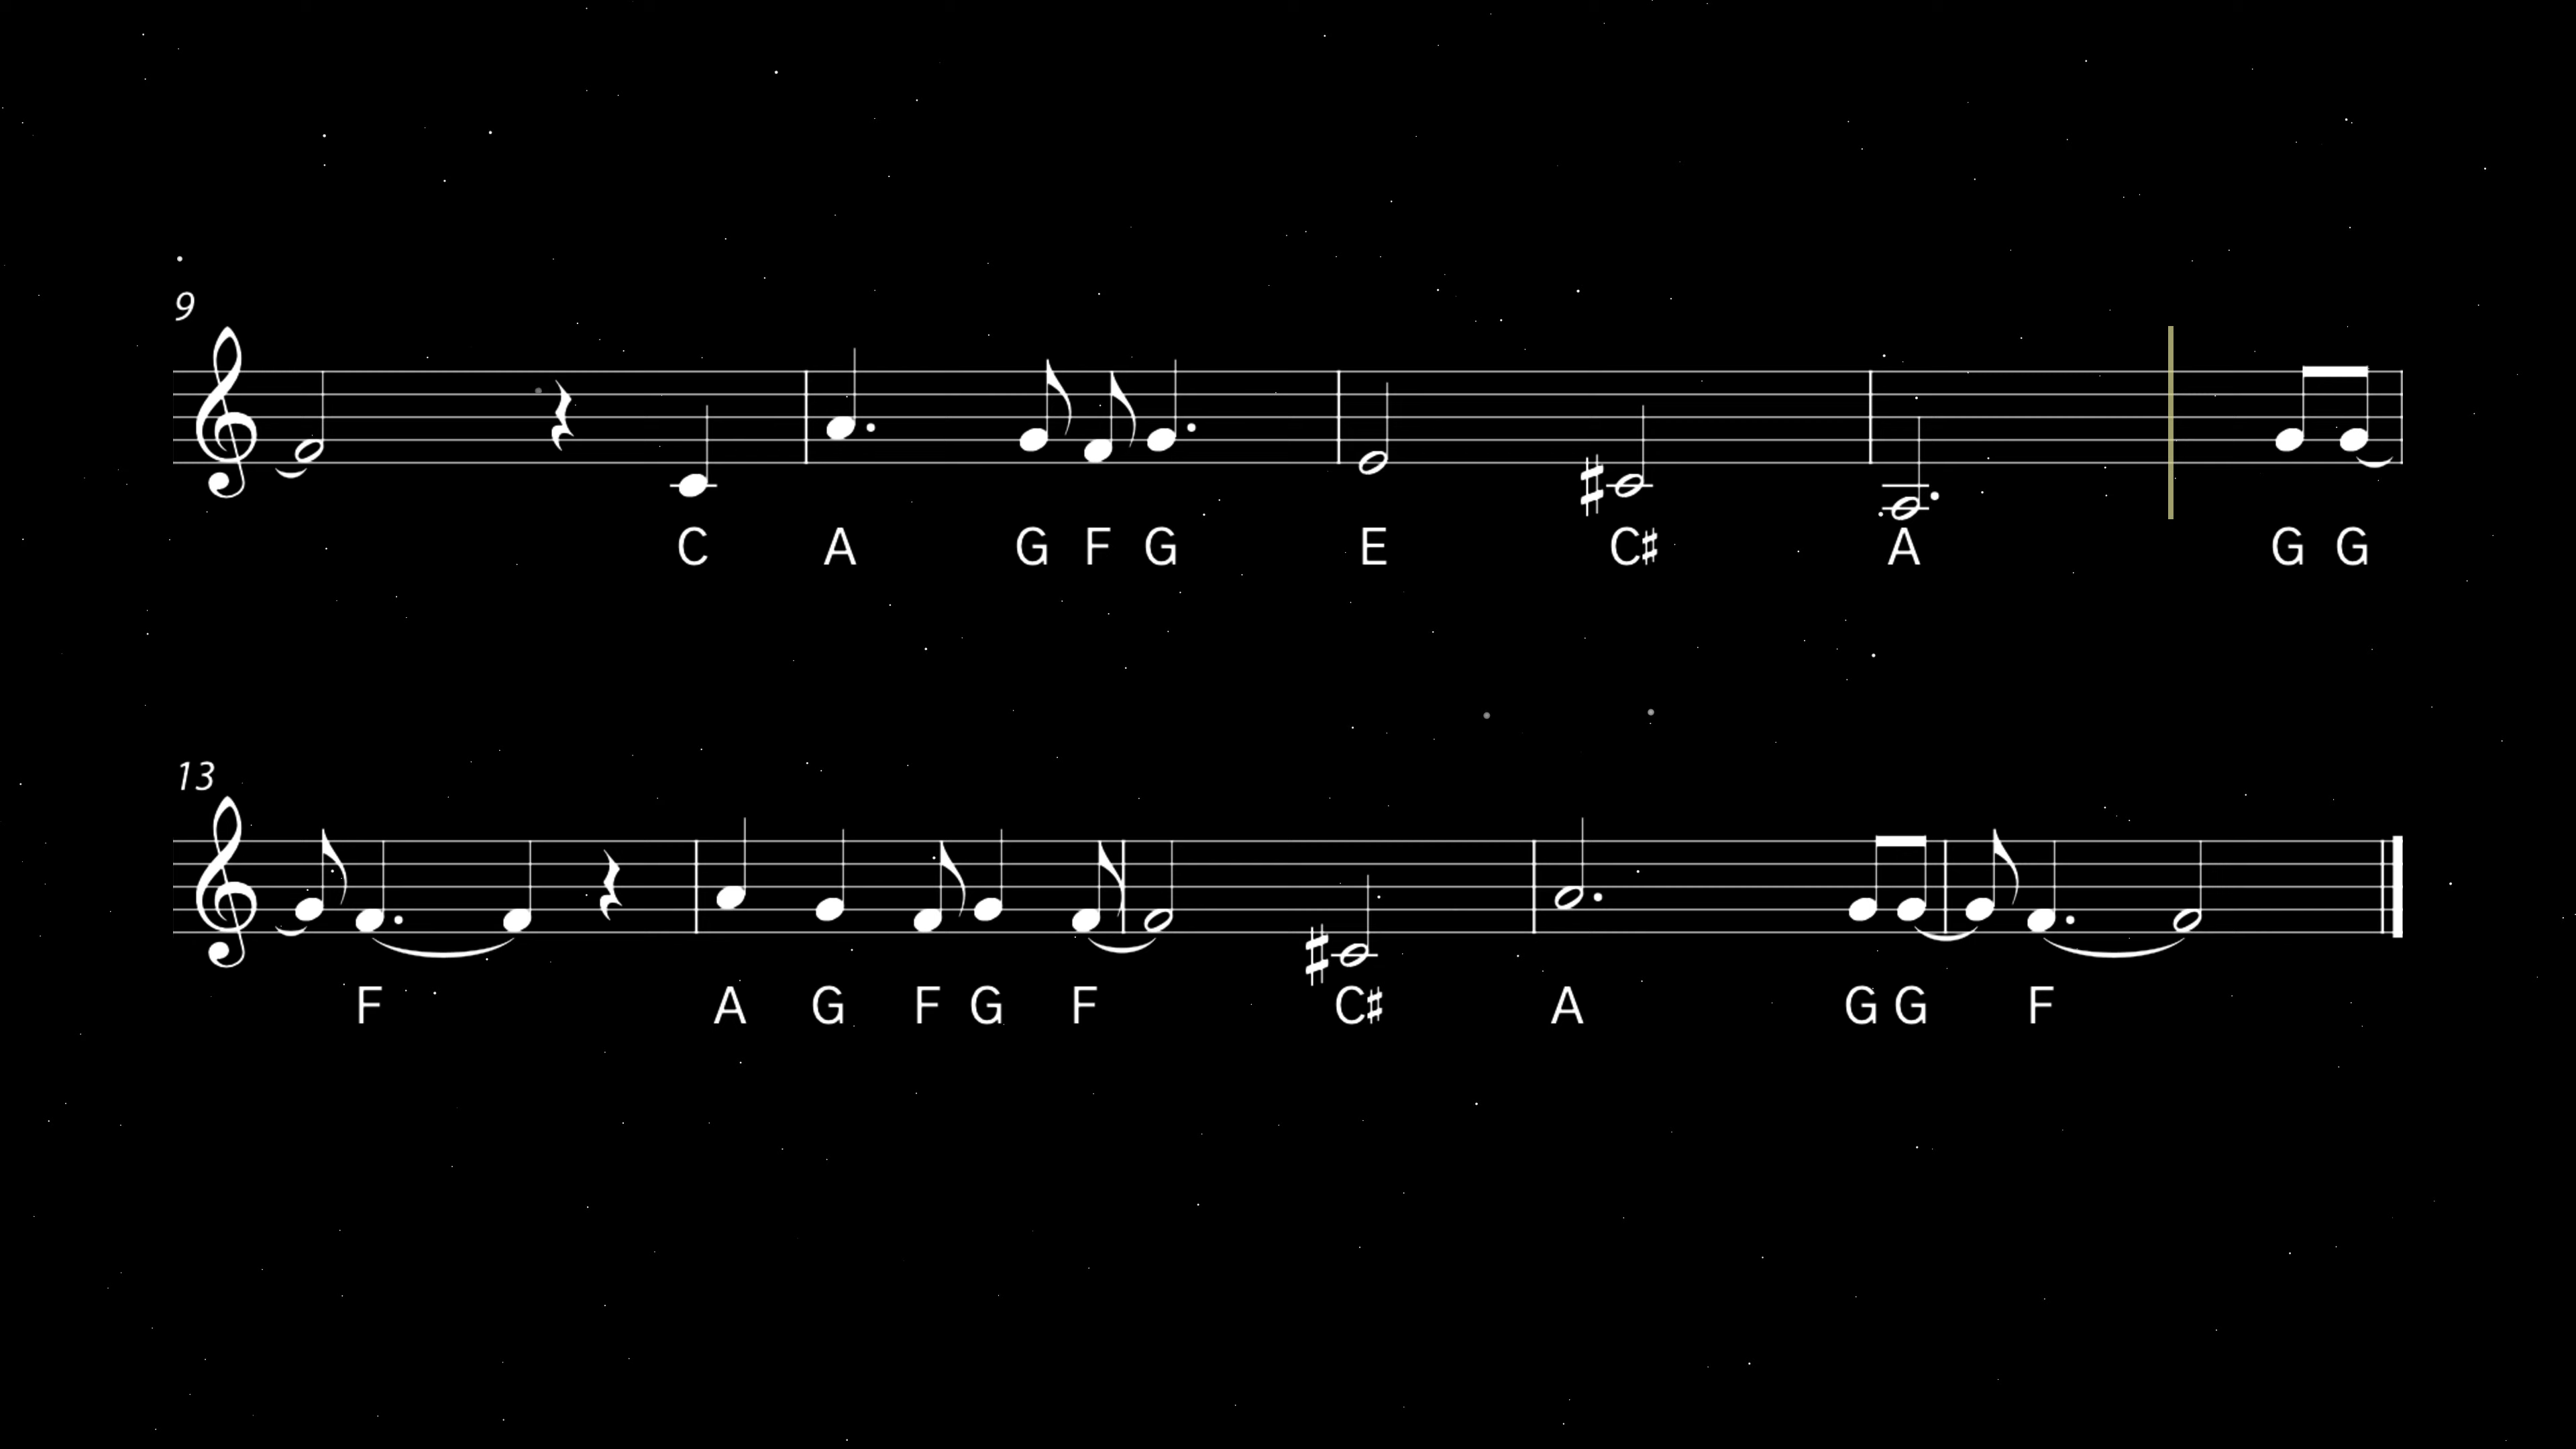 9
C A G F G E C♯ A G G
13
F A G F G F C♯ A G G F